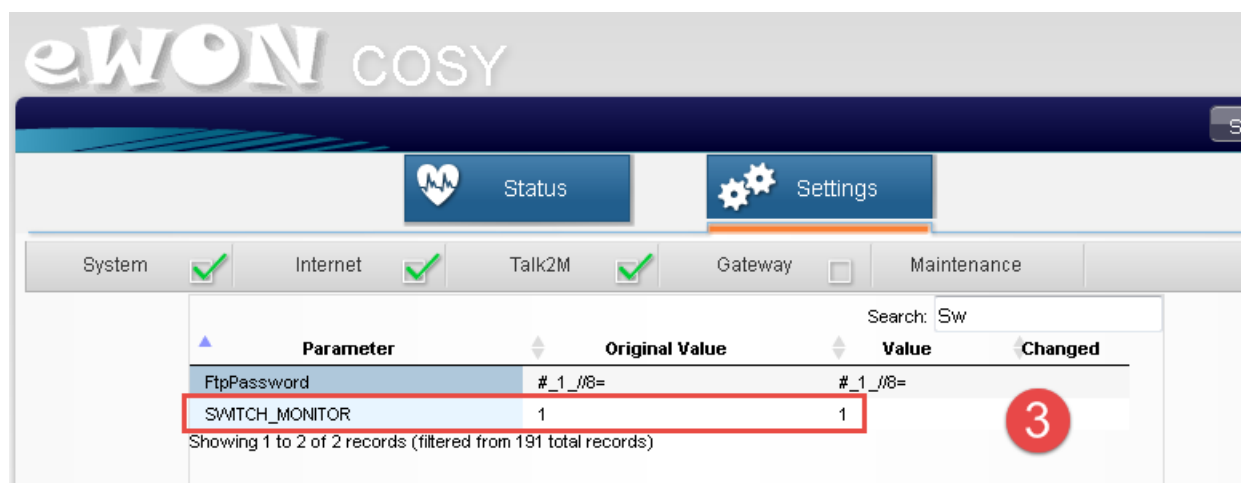 eWON COSY
S
Status Settings
System Internet Talk2M Gateway Maintenance
Search: Sw
Parameter Original Value Value Changed
FtpPassword #_1_//8= #_1_//8=
SWITCH_MONITOR 1 1
3
Showing 1 to 2 of 2 records (filtered from 191 total records)